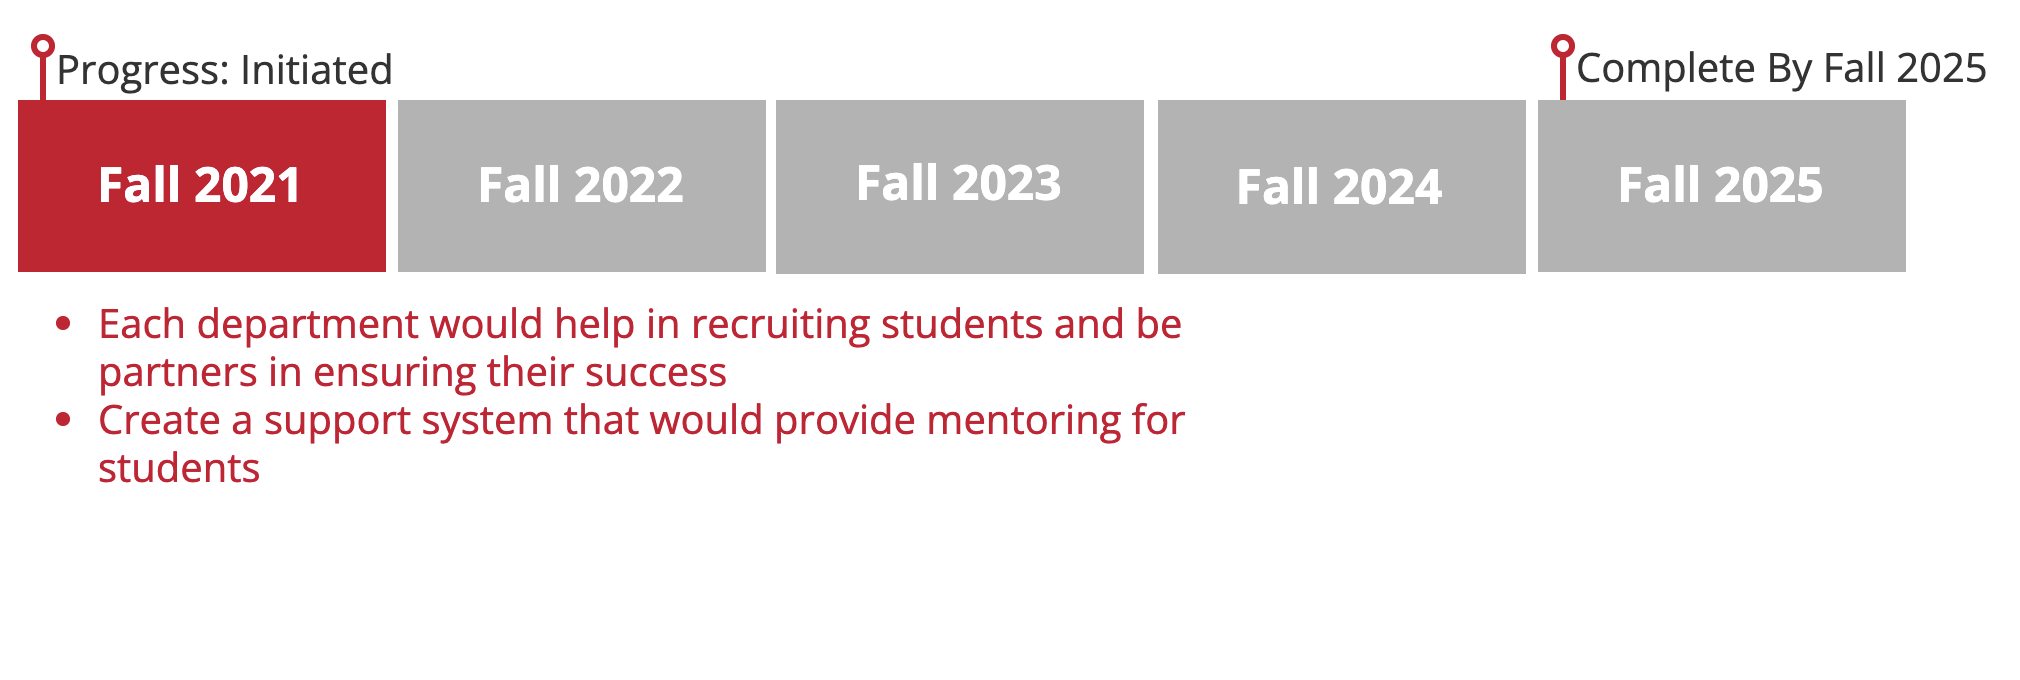 Progress: Initiated
Complete By Fall 2025
Fall 2021
Fall 2022
Fall 2023
Fall 2024
Fall 2025
• Each department would help in recruiting students and be
partners in ensuring their success
• Create a support system that would provide mentoring for
students